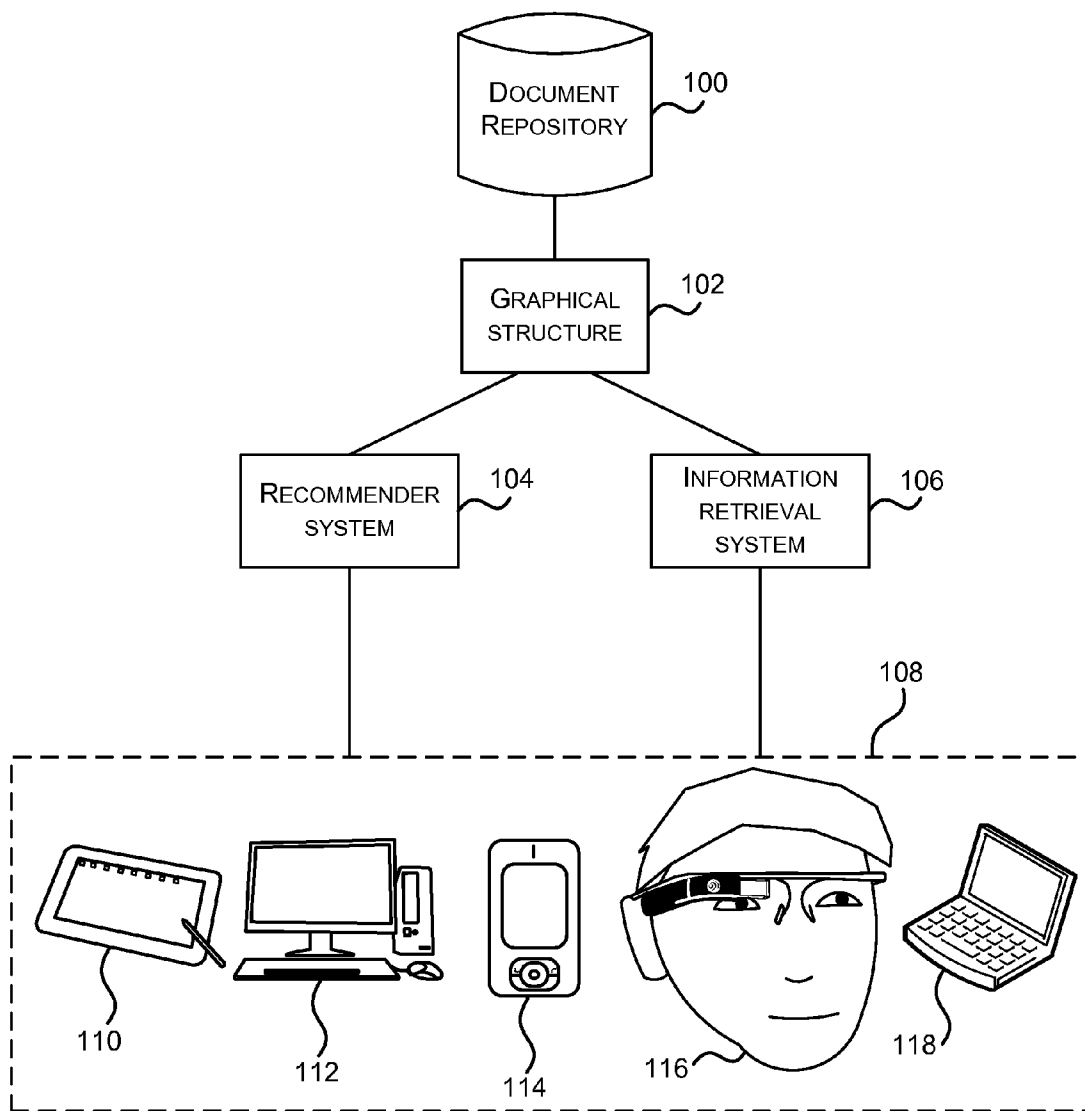 DOCUMENT
REPOSITORY
100
GRAPHICAL
STRUCTURE
102
RECOMMENDER
SYSTEM
104
INFORMATION
RETRIEVAL
SYSTEM
106
108
110
112
114
116
118